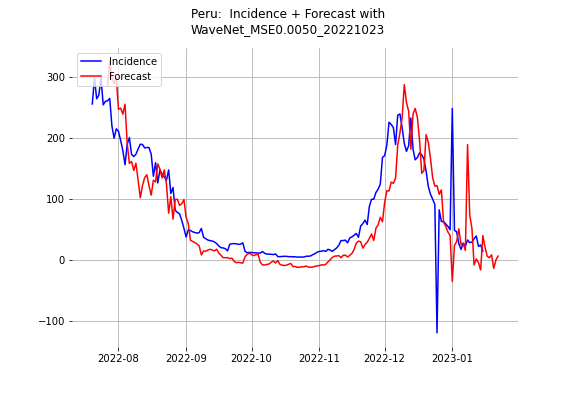 Peru:  Incidence + Forecast with
WaveNet_MSE0.0050_20221023
Incidence
Forecast
300
200
100
0
−100
2022-08
2022-09
2022-10
2022-11
2022-12
2023-01